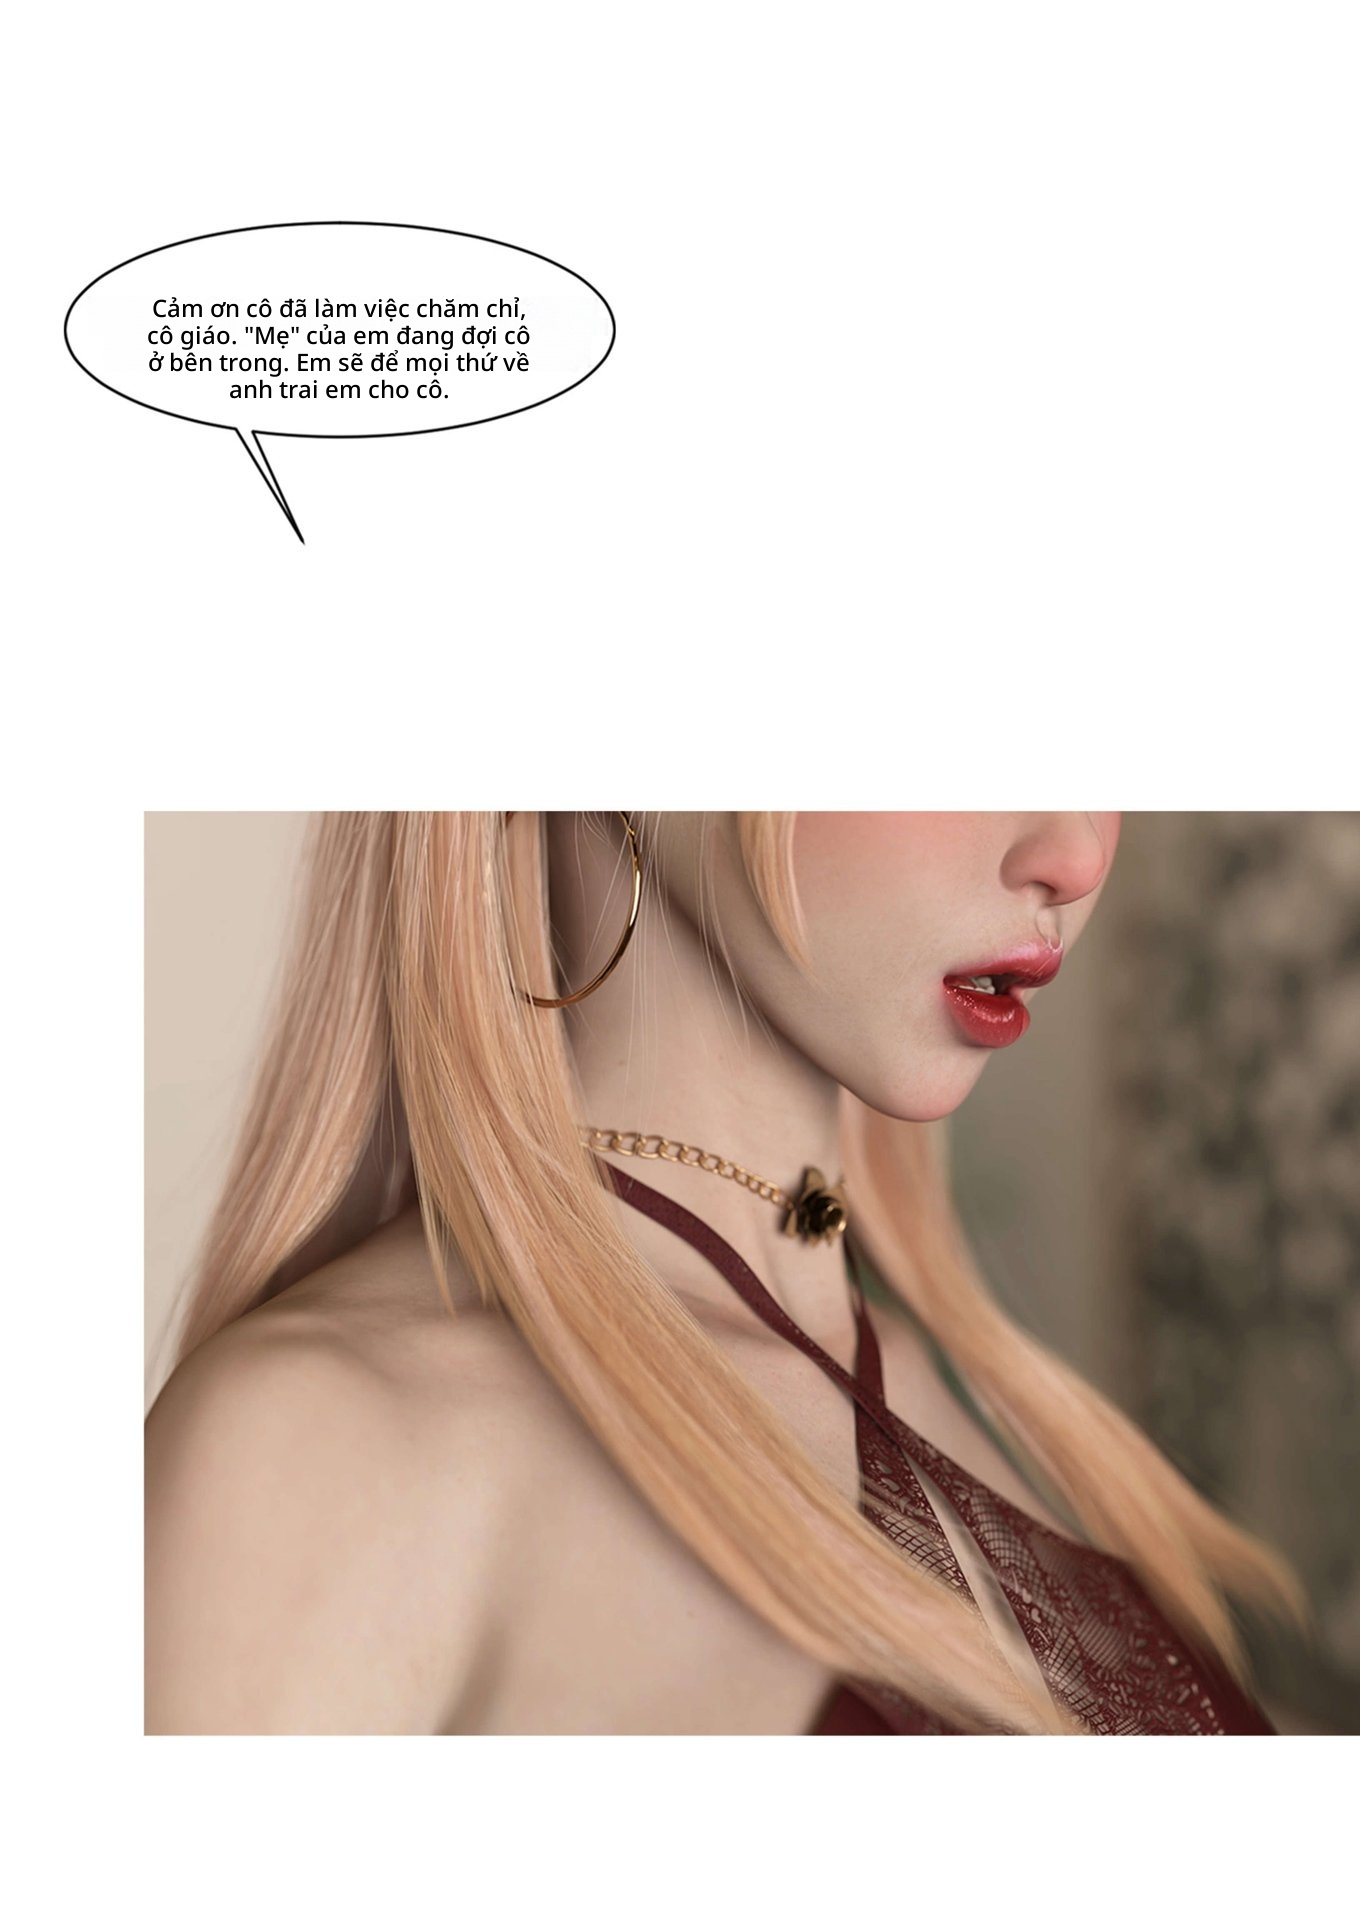 Cảm ơn cô đã làm việc chăm chỉ,
cô giáo. "Mẹ" của em đang đợi cô
ở bên trong. Em sẽ để mọi thứ về
anh trai em cho cô.